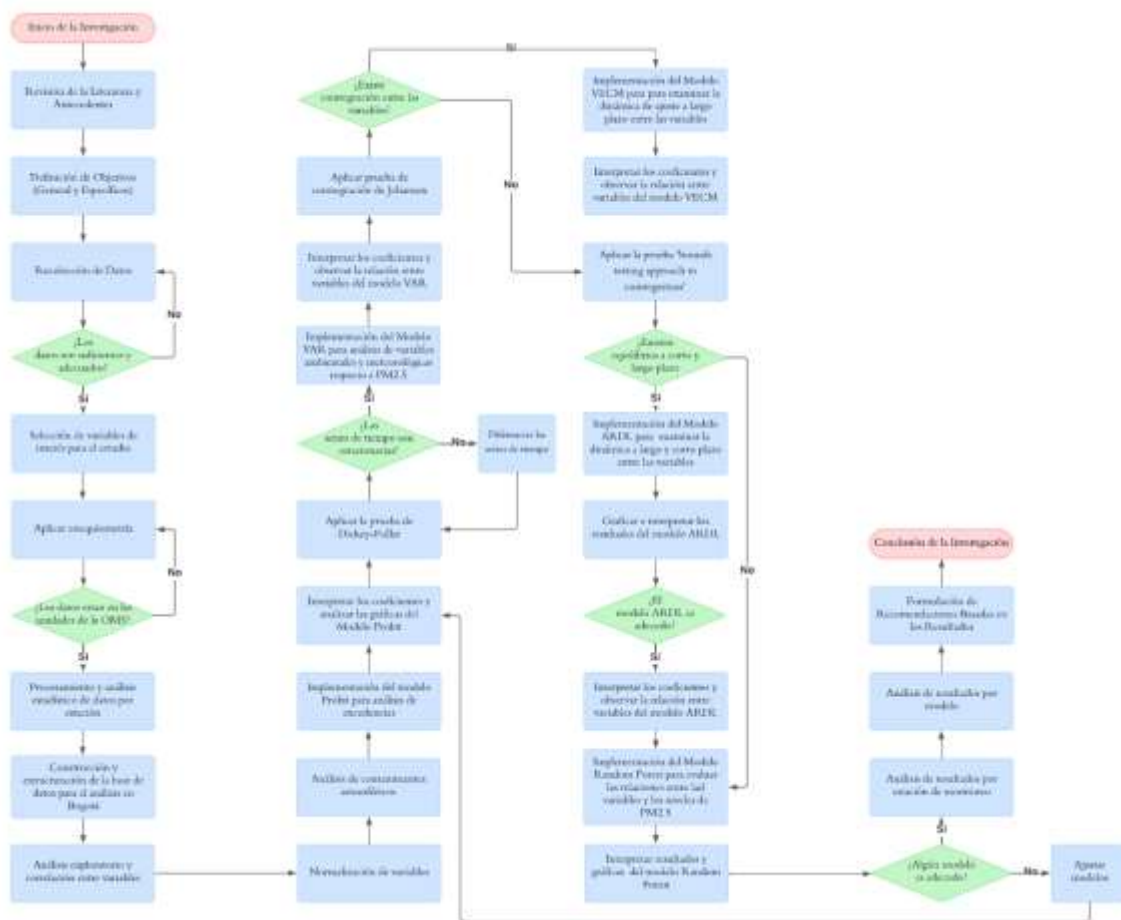 Inicio de la Investigación
Revisión de la Literatura y
Antecedentes
Definición de Objetivos
(General y Específicos)
Recolección de Datos
No
¿Los
datos son suficientes y
adecuados?
Si
Selección de variables de
interés para el estudio
Aplicar estequiometría
No
¿Los datos están en las
unidades de la OMS?
Si
Procesamiento y análisis
estadístico de datos por
estación
Construcción y
estructuración de la base de
datos para el análisis en
Bogotá
Análisis exploratorio y
correlación entre variables
Normalización de variables
Análisis de contaminantes
atmosféricos
Implementación del modelo
Probit para análisis de
excedencias
Interpretar los coeficientes y
analizar las gráficas del
Modelo Probit
Aplicar la prueba de
Dickey-Fuller
¿Las
series de tiempo son
estacionarias?
No
Diferenciar las
series de tiempo
Si
Implementación del Modelo
VAR para análisis de variables
ambientales y meteorológicas
respecto a PM2.5
Interpretar los coeficientes y
observar la relación entre
variables del modelo VAR
Aplicar prueba de
cointegración de Johansen
¿Existe
cointegración entre las
variables?
Si
No
Implementación del Modelo
VECM para para examinar la
dinámica de ajuste a largo
plazo entre las variables
Interpretar los coeficientes y
observar la relación entre
variables del modelo VECM
Aplicar la prueba "bounds
testing approach to
cointegration"
¿Existen
equilibrios a corto y
largo plazo
Si
No
Implementación del Modelo
ARDL para examinar la
dinámica a largo y corto plazo
entre las variables
Graficar e interpretar los
resultados del modelo ARDL
¿El
modelo ARDL es
adecuado?
Si
Interpretar los coeficientes y
observar la relación entre
variables del modelo ARDL
Implementación del Modelo
Random Forest para evaluar
las relaciones entre las
variables y los niveles de
PM2.5
Interpretar resultados y
gráficas del modelo Random
Forest
¿Algún modelo
es adecuado?
No
Ajustar
modelos
Si
Análisis de resultados por
estación de monitoreo
Análisis de resultados por
modelo
Formulación de
Recomendaciones Basadas en
los Resultados
Conclusión de la Investigación